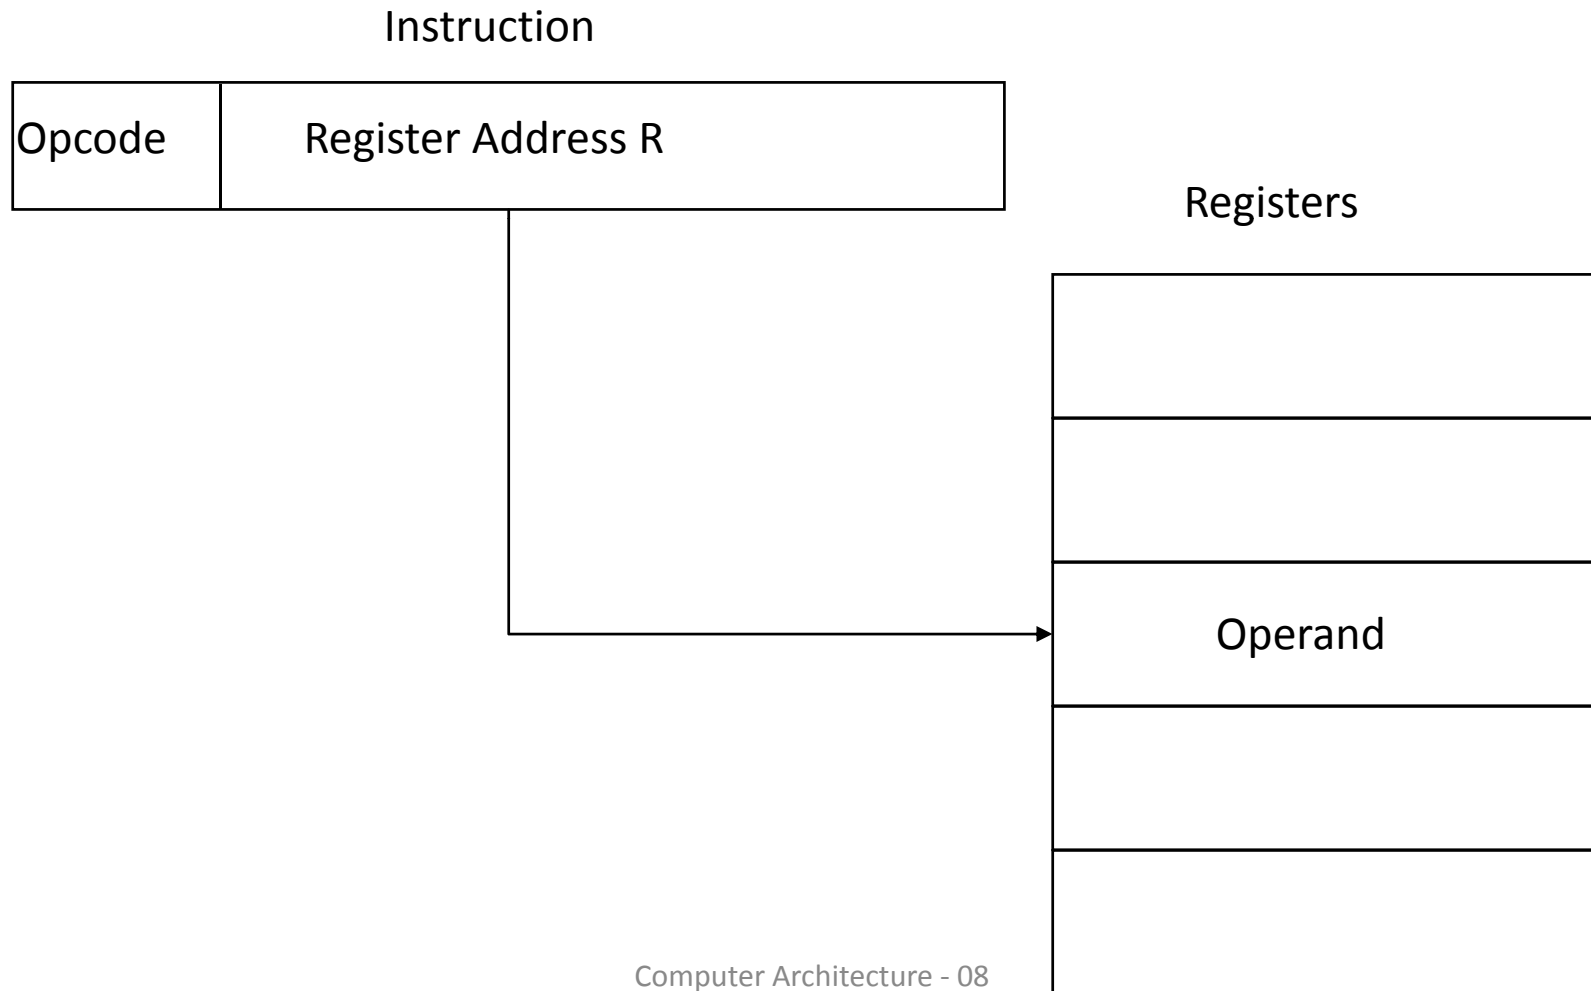 Instruction
Opcode
Register Address R
Registers
Operand
Computer Architecture - 08